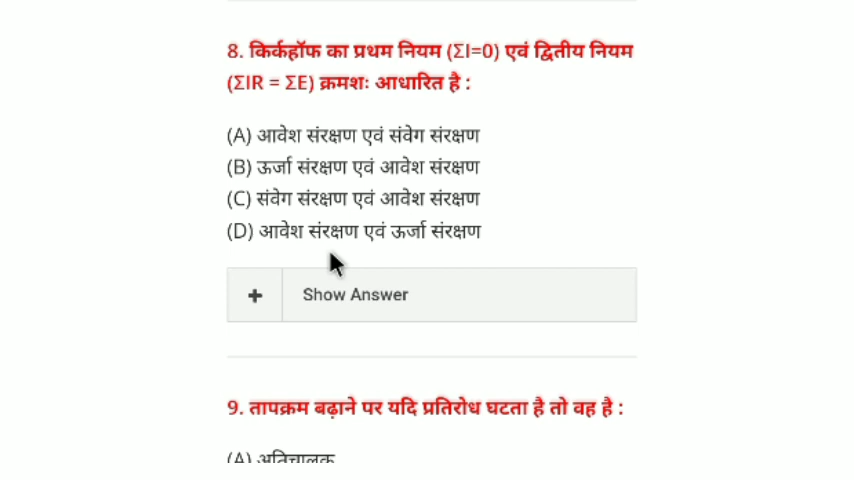 8. किर्कहॉफ का प्रथम नियम (ΣI=0) एवं द्वितीय नियम
(ΣIR = ΣE) क्रमशः आधारित है :
(A) आवेश संरक्षण एवं संवेग संरक्षण
(B) ऊर्जा संरक्षण एवं आवेश संरक्षण
(C) संवेग संरक्षण एवं आवेश संरक्षण
(D) आवेश संरक्षण एवं ऊर्जा संरक्षण
+ Show Answer
9. तापक्रम बढ़ाने पर यदि प्रतिरोध घटता है तो वह है :
(A) अतिचालक